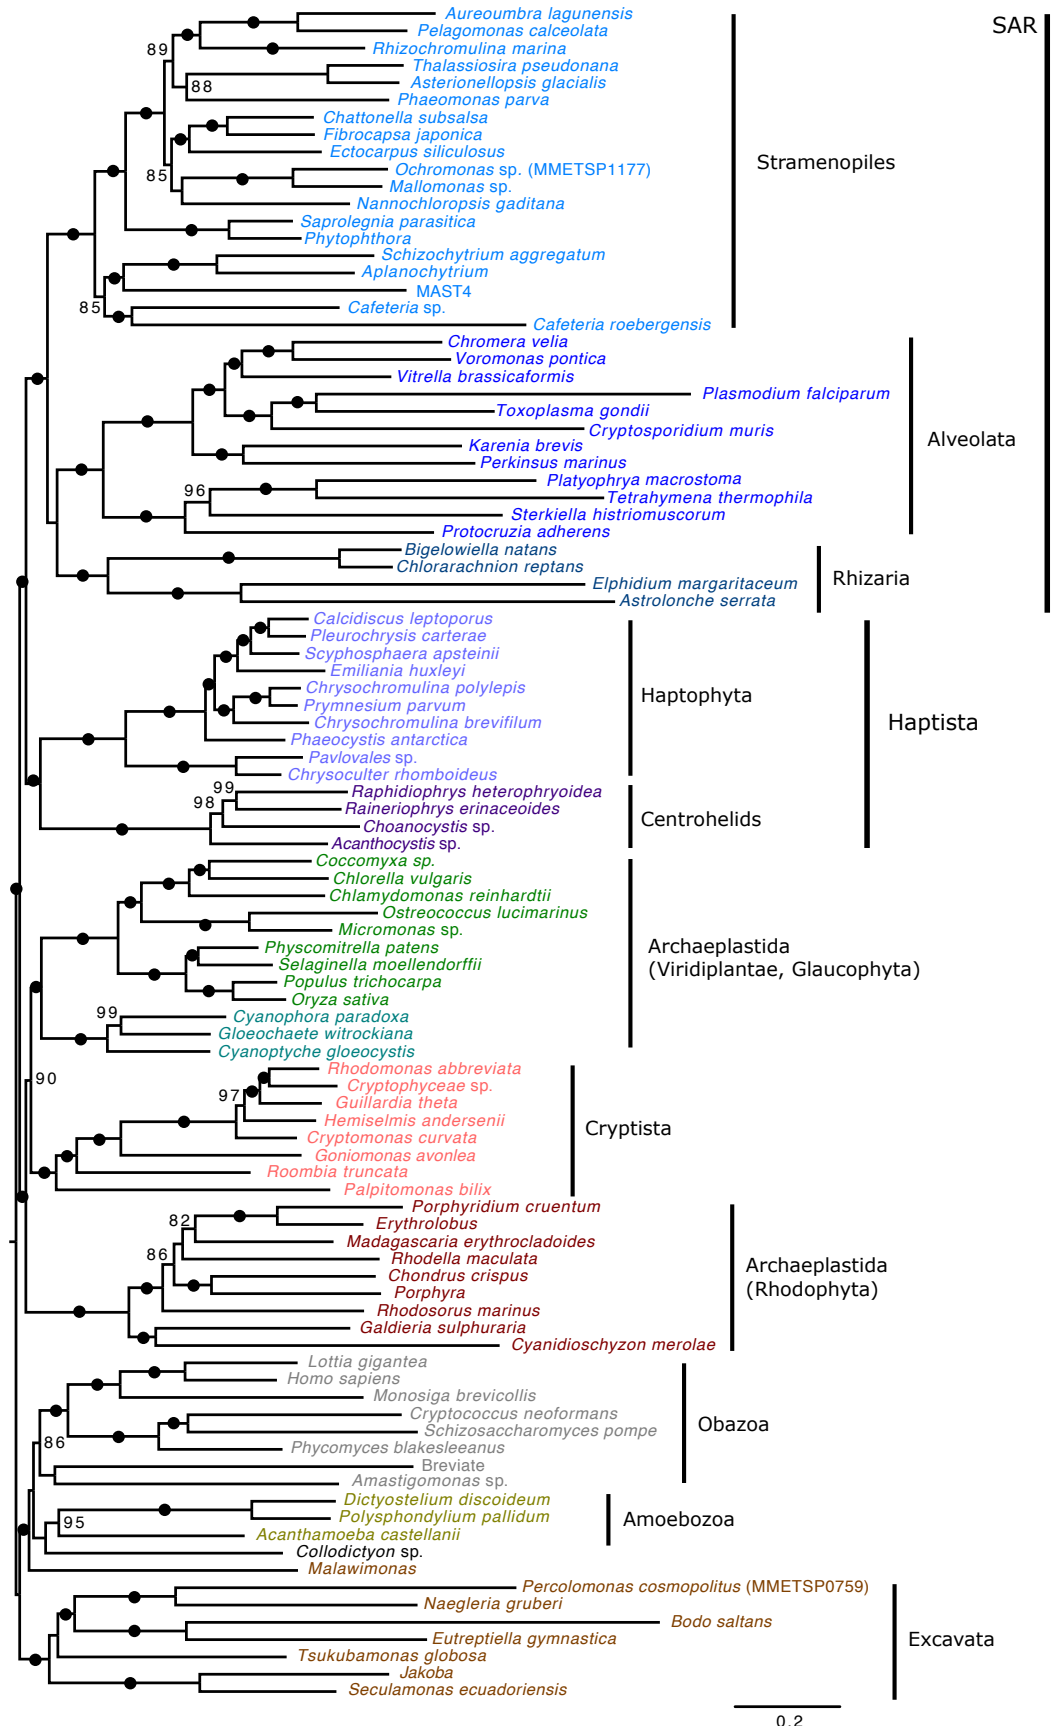 SAR
Aureoumbra lagunensis
Pelagomonas calceolata
Rhizochromulina marina
89
Thalassiosira pseudonana
Asterionellopsis glacialis
88
Phaeomonas parva
Chattonella subsalsa
Fibrocapsa japonica
Ectocarpus siliculosus
Stramenopiles
Ochromonas sp. (MMETSP1177)
85
Mallomonas sp.
Nannochloropsis gaditana
Saprolegnia parasitica
Phytophthora
Schizochytrium aggregatum
Aplanochytrium
MAST4
85
Cafeteria sp.
Cafeteria roebergensis
Chromera velia
Voromonas pontica
Vitrella brassicaformis
Plasmodium falciparum
Toxoplasma gondii
Cryptosporidium muris
Alveolata
Karenia brevis
Perkinsus marinus
Platyophrya macrostoma
96
Tetrahymena thermophila
Sterkiella histriomuscorum
Protocruzia adherens
Bigelowiella natans
Chlorarachnion reptans
Rhizaria
Elphidium margaritaceum
Astrolonche serrata
Calcidiscus leptoporus
Pleurochrysis carterae
Scyphosphaera apsteinii
Emiliania huxleyi
Chrysochromulina polylepis
Haptophyta
Prymnesium parvum
Chrysochromulina brevifilum
Haptista
Phaeocystis antarctica
Pavlovales sp.
Chrysoculter rhomboideus
99
Raphidiophrys heterophryoidea
98
Raineriophrys erinaceoides
Centrohelids
Choanocystis sp.
Acanthocystis sp.
Coccomyxa sp.
Chlorella vulgaris
Chlamydomonas reinhardtii
Ostreococcus lucimarinus
Micromonas sp.
Archaeplastida
(Viridiplantae, Glaucophyta)
Physcomitrella patens
Selaginella moellendorffii
Populus trichocarpa
Oryza sativa
99
Cyanophora paradoxa
Gloeochaete witrockiana
Cyanoptyche gloeocystis
90
Rhodomonas abbreviata
Cryptophyceae sp.
97
Guillardia theta
Hemiselmis andersenii
Cryptista
Cryptomonas curvata
Goniomonas avonlea
Roombia truncata
Palpitomonas bilix
Porphyridium cruentum
82
Erythrolobus
Madagascaria erythrocladoides
86
Rhodella maculata
Archaeplastida
(Rhodophyta)
Chondrus crispus
Porphyra
Rhodosorus marinus
Galdieria sulphuraria
Cyanidioschyzon merolae
Lottia gigantea
Homo sapiens
Monosiga brevicollis
Cryptococcus neoformans
Obazoa
Schizosaccharomyces pompe
86
Phycomyces blakesleeanus
Breviate
Amastigomonas sp.
Dictyostelium discoideum
Polysphondylium pallidum
Amoebozoa
95
Acanthamoeba castellanii
Collodictyon sp.
Malawimonas
Percolomonas cosmopolitus (MMETSP0759)
Naegleria gruberi
Bodo saltans
Eutreptiella gymnastica
Excavata
Tsukubamonas globosa
Jakoba
Seculamonas ecuadoriensis
0.2